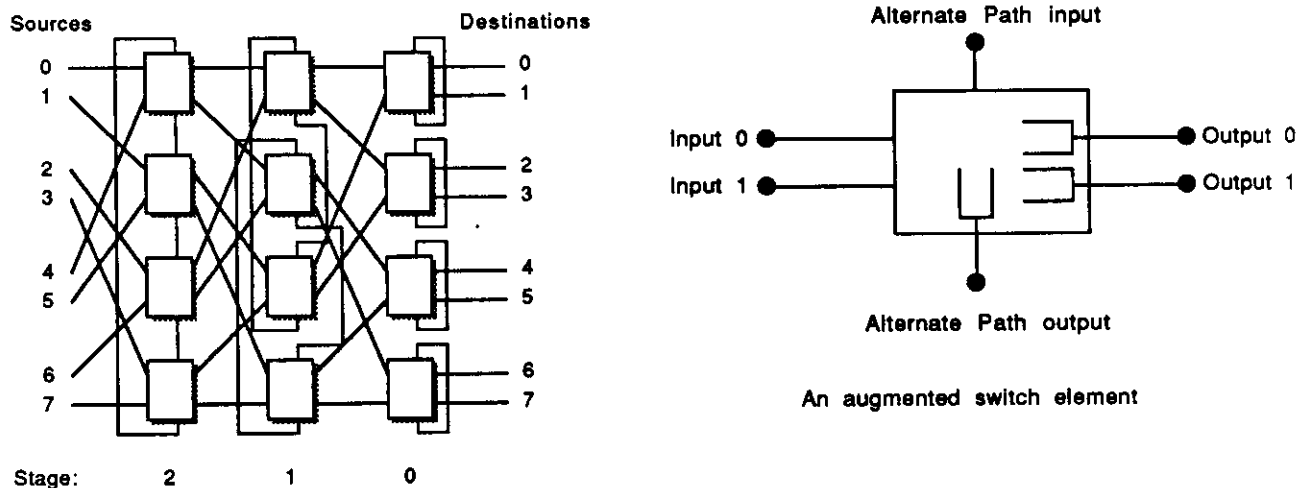 Sources
Destinations
0
1
2
3
4
5
6
7
0
1
2
3
4
5
6
7
Stage: 2 1 0
Alternate Path input
Input 0
Input 1
Output 0
Output 1
Alternate Path output
An augmented switch element